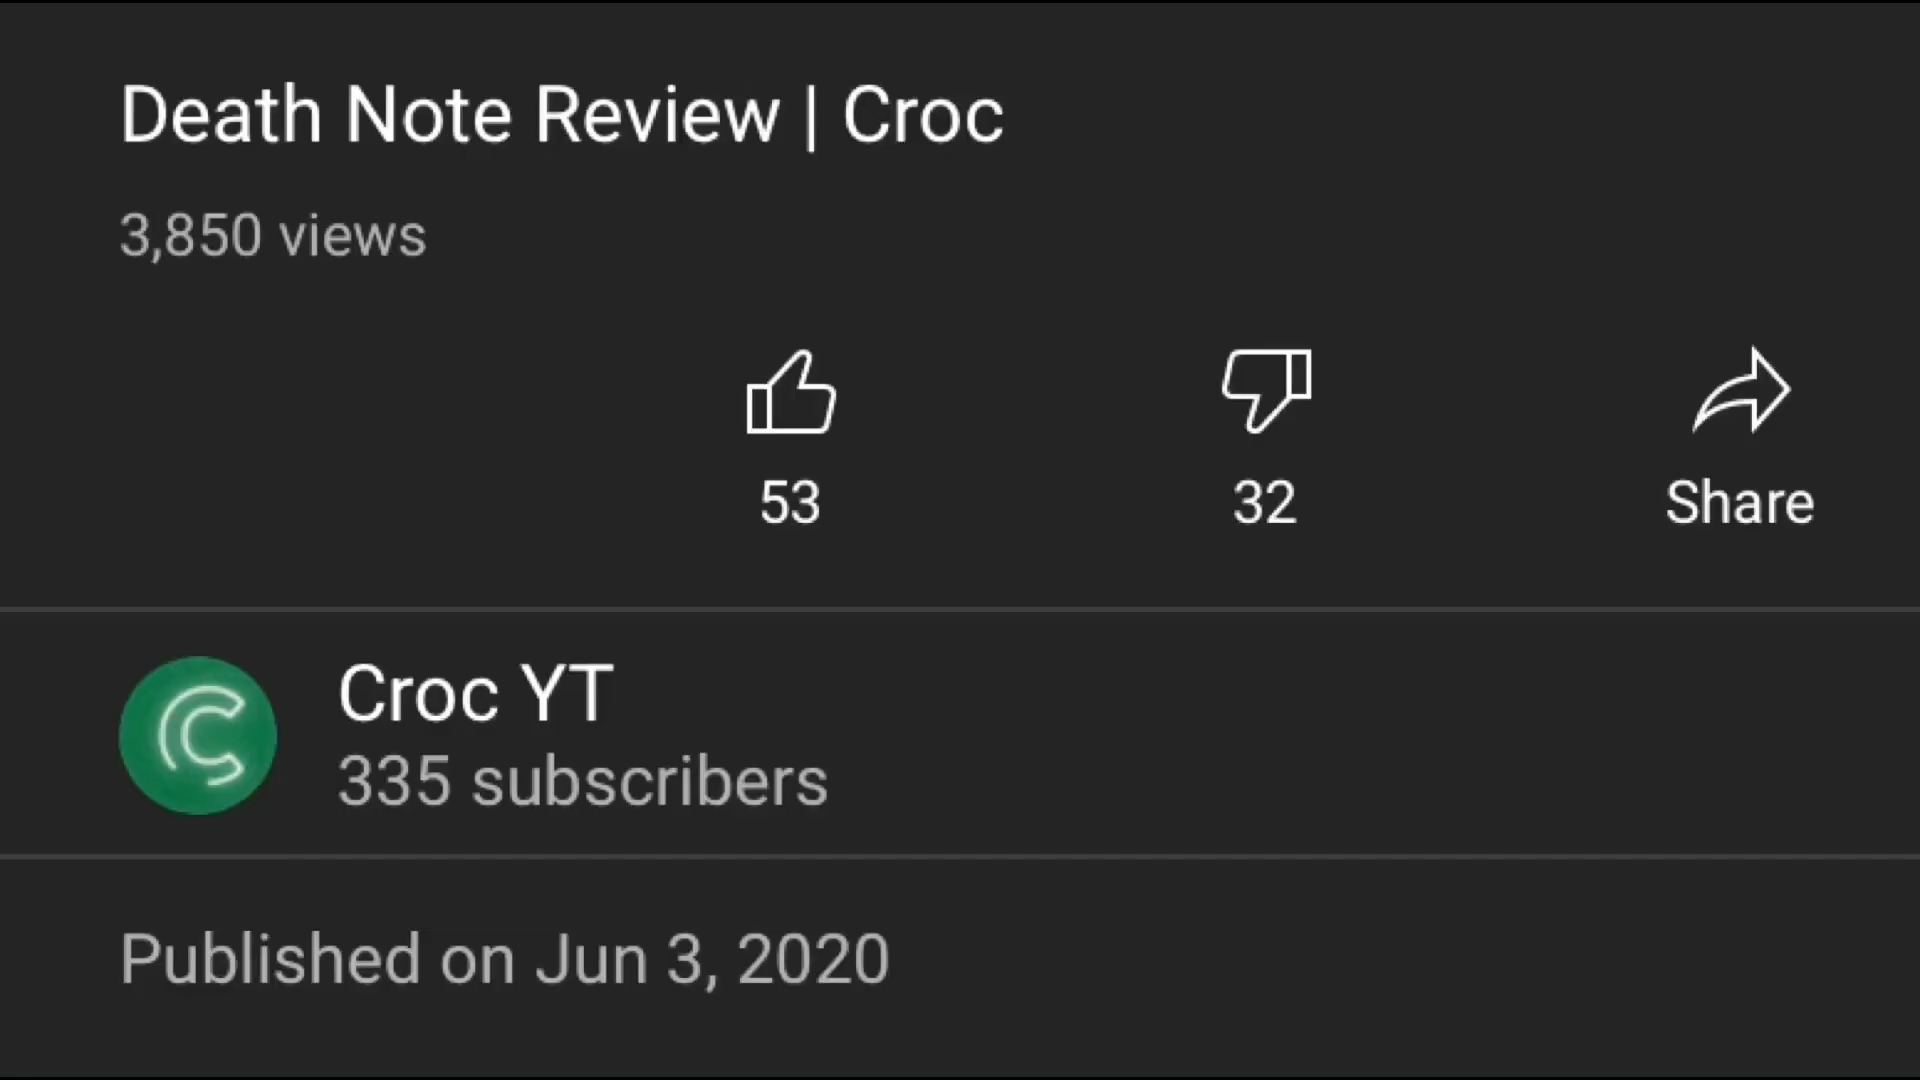 Death Note Review | Croc
3,850 views
53
32
Share
Croc YT
335 subscribers
Published on Jun 3, 2020